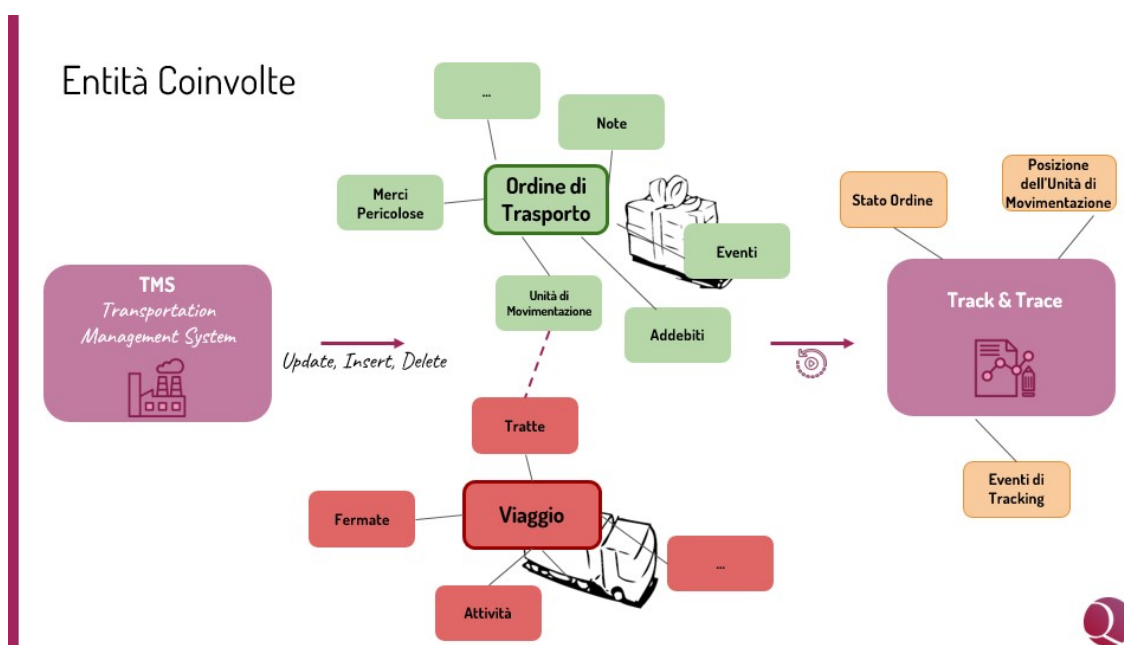 Entità Coinvolte
...
Note
Merci
Pericolose
Ordine di
Trasporto
Eventi
Unità di
Movimentazione
Addebiti
TMS
Transportation
Management System
Update, Insert, Delete
Tratte
Viaggio
Fermate
...
Attività
Stato Ordine
Posizione
dell'Unità di
Movimentazione
Track & Trace
Eventi di
Tracking
Q